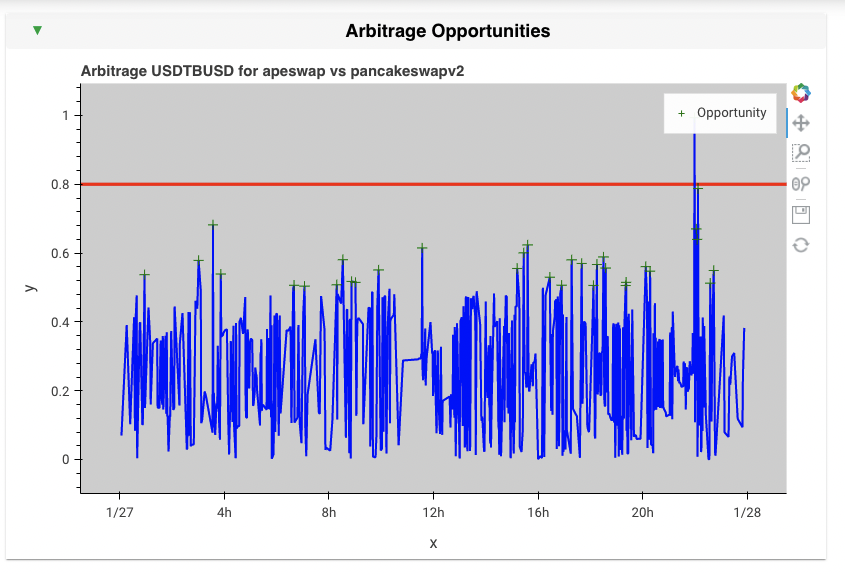 Arbitrage Opportunities
Arbitrage USDTBUSD for apeswap vs pancakeswapv2
Opportunity
1
0.8
0.6
0.4
0.2
0
y
1/27 4h 8h 12h 16h 20h 1/28
x